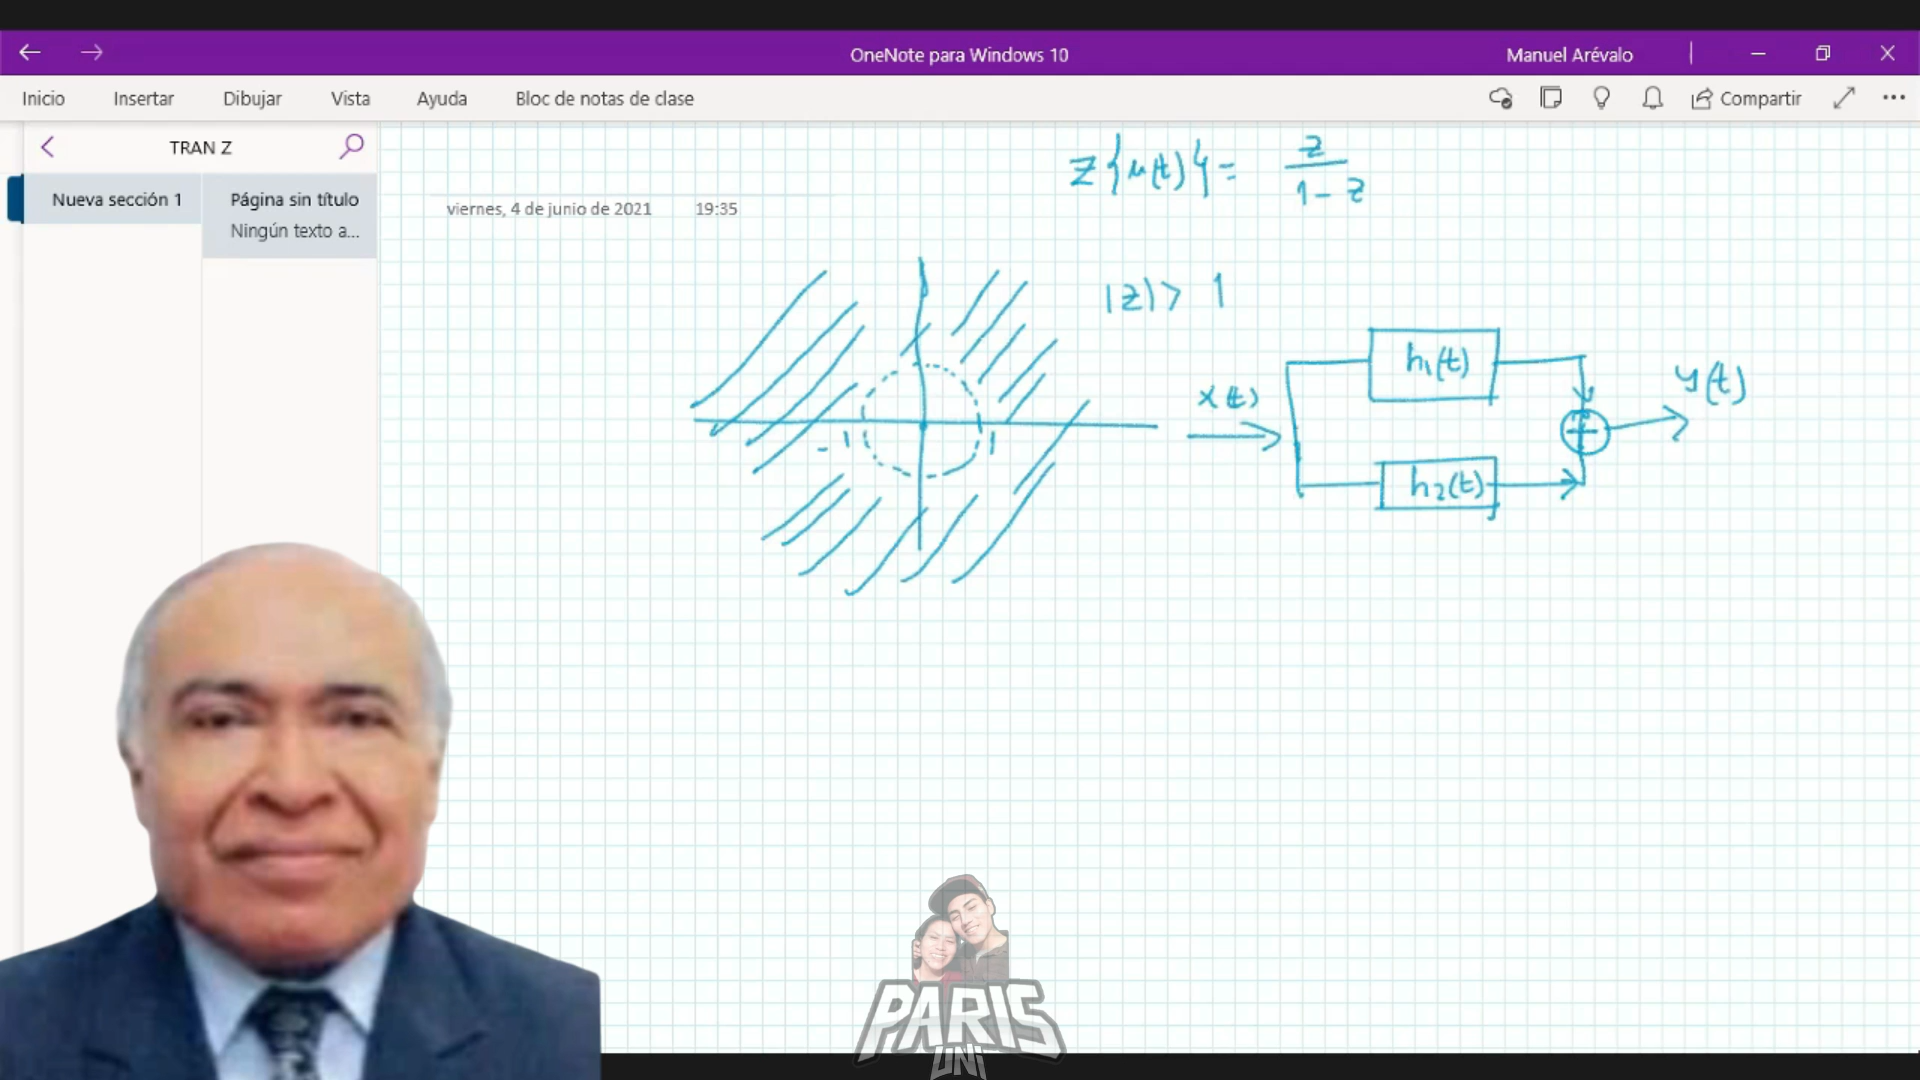 OneNote para Windows 10
Manuel Arévalo
Inicio Insertar Dibujar Vista Ayuda Bloc de notas de clase
Compartir
TRAN Z
Nueva sección 1
Página sin título
Ningún texto a...
viernes, 4 de junio de 2021 19:35
Z{u(t)} = z / 1 - z
|z| > 1
-1 1
x(t)
h1(t)
h2(t)
+
y(t)
PARIS
UNI